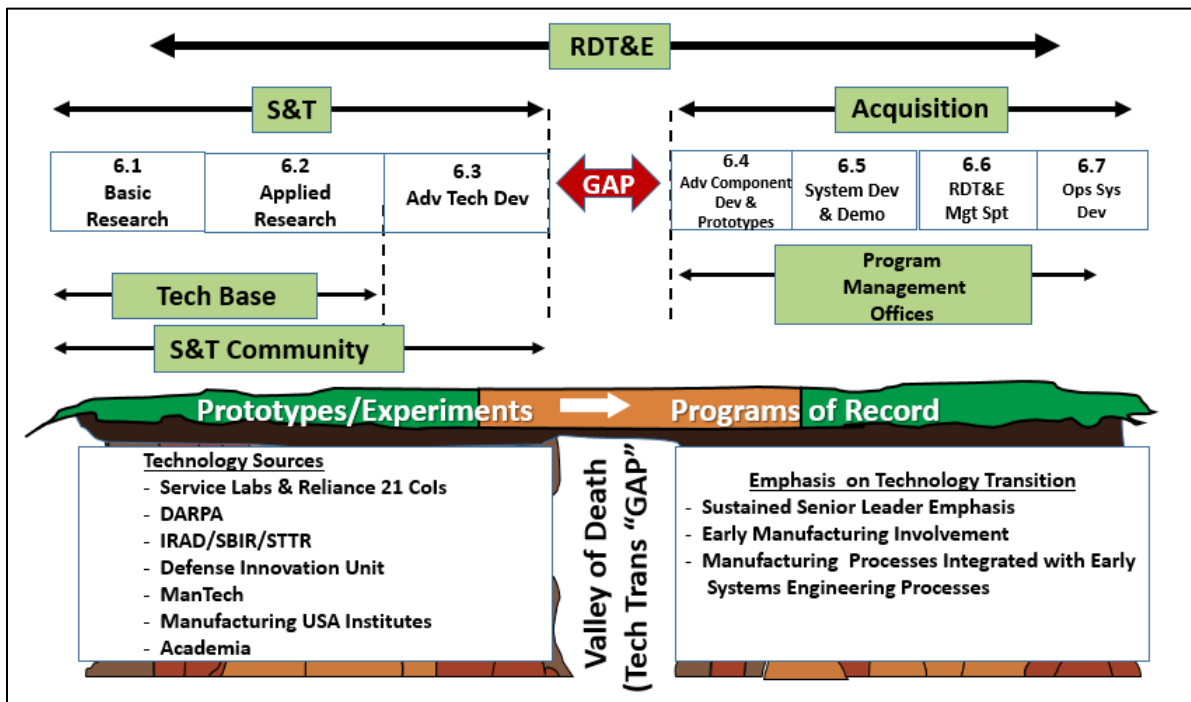 RDT&E
S&T
Acquisition
6.1
Basic
Research
6.2
Applied
Research
6.3
Adv Tech Dev
GAP
6.4
Adv Component
Dev &
Prototypes
6.5
System Dev
& Demo
6.6
RDT&E
Mgt Spt
6.7
Ops Sys
Dev
Tech Base
Program
Management
Offices
S&T Community
Prototypes/Experiments
Programs of Record
Technology Sources
- Service Labs & Reliance 21 CoIs
- DARPA
- IRAD/SBIR/STTR
- Defense Innovation Unit
- ManTech
- Manufacturing USA Institutes
- Academia
Valley of Death
(Tech Trans “GAP”
Emphasis on Technology Transition
- Sustained Senior Leader Emphasis
- Early Manufacturing Involvement
- Manufacturing Processes Integrated with Early
Systems Engineering Processes